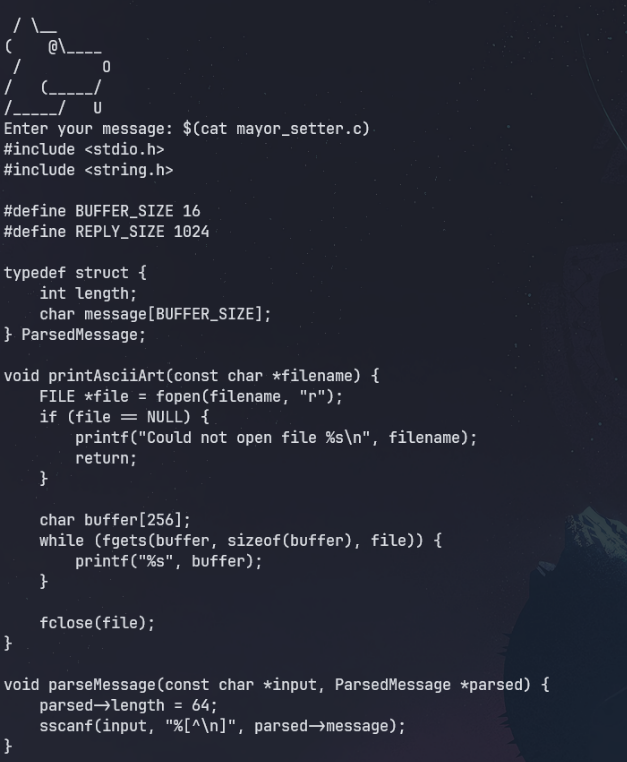 / \__
(    @\____
 /         O
/   (_____/
/_____/   U
Enter your message: $(cat mayor_setter.c)
#include <stdio.h>
#include <string.h>

#define BUFFER_SIZE 16
#define REPLY_SIZE 1024

typedef struct {
    int length;
    char message[BUFFER_SIZE];
} ParsedMessage;

void printAsciiArt(const char *filename) {
    FILE *file = fopen(filename, "r");
    if (file == NULL) {
        printf("Could not open file %s\n", filename);
        return;
    }

    char buffer[256];
    while (fgets(buffer, sizeof(buffer), file)) {
        printf("%s", buffer);
    }

    fclose(file);
}

void parseMessage(const char *input, ParsedMessage *parsed) {
    parsed->length = 64;
    sscanf(input, "%[^\n]", parsed->message);
}